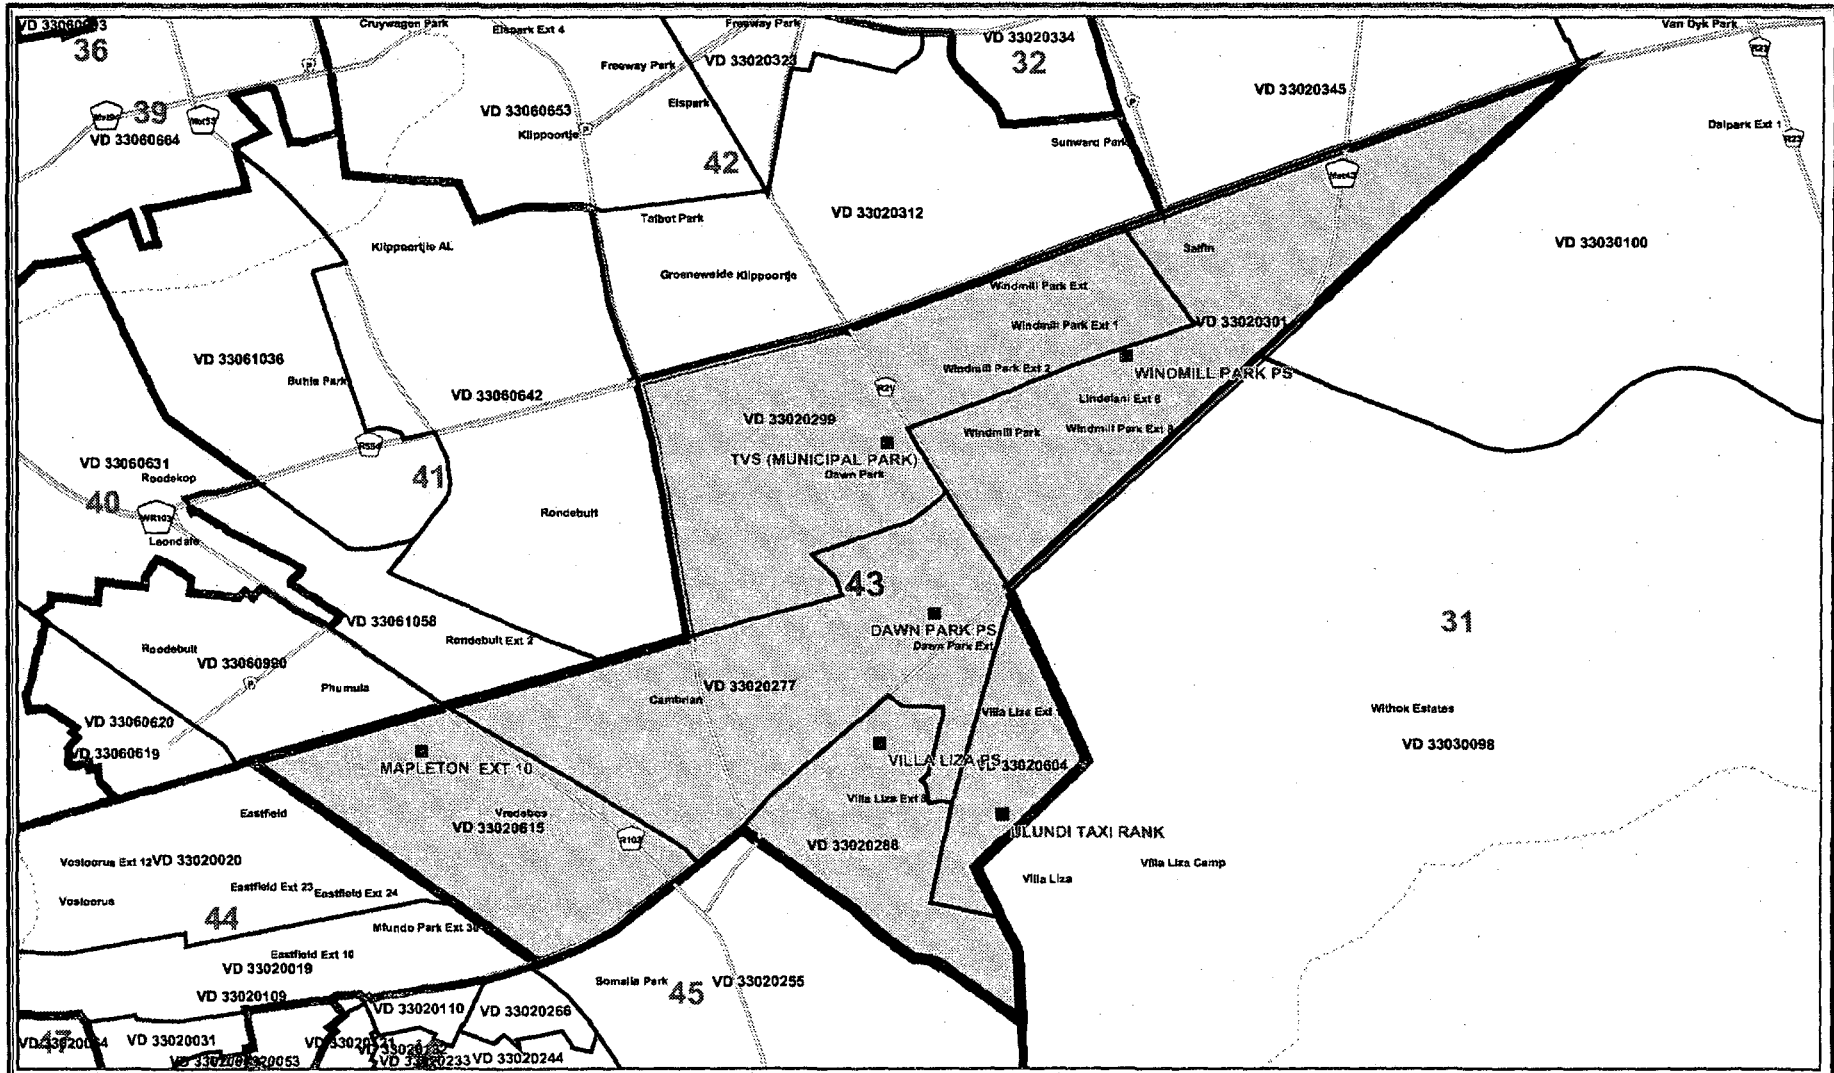 Cruywagen Park
Elspark Ext 4
Freeway Park
Van Dyk Park
36
VD 33020334
32
R23
Freeway Park
VD 33020323
VD 33020345
39
VD 33060653
Elspark
P
VD 33060664
Klippoortje
P
Dalpark Ext 1
R23
42
Sunward Park
VD 33020312
Talbot Park
Klippoortjie AL
Salfin
VD 33030100
Groeneweide
Klippoortje
Windmill Park Ext
Windmill Park Ext 1
VD 33020301
VD 33061036
Buhle Park
VD 33060642
Windmill Park Ext 2
WINDMILL PARK PS
R21
Lindelani Ext 8
VD 33020299
Windmill Park
Windmill Park Ext
R554
TVS (MUNICIPAL PARK)
Dawn Park
VD 33060631
Roodekop
41
40
Rondebult
Leondale
43
31
VD 33061058
DAWN PARK PS
Dawn Park Ext
Rondebult Ext 2
Roodebult
VD 33060990
Phumula
VD 33020277
Cambrian
Villa Liza Ext
Withok Estates
VD 33060620
VD 33030098
VD 33060619
MAPLETON EXT 10
VILLA LIZA PS
VD 33020604
Villa Liza Ext
Eastfield
Vredebos
VD 33020615
R103
ULUNDI TAXI RANK
VD 33020288
Vosloorus Ext 12
VD 33020020
Villa Liza Camp
Villa Liza
Eastfield Ext 23
Eastfield Ext 24
Vosloorus
44
Mfundo Park Ext
Eastfield Ext 10
VD 33020019
Somalia Park
45
VD 33020255
VD 33020109
VD 33020110
VD 33020266
47
VD 33020031
VD 33020244